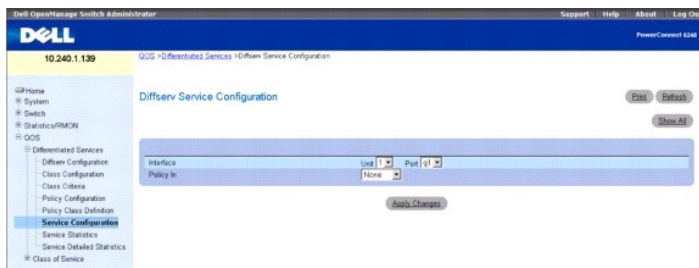 Dell OpenManage Switch Administrator
Support Help About Log Ou
DELL
PowerConnect 6248
10.240.1.139
QOS >Differentiated Services >Diffserv Service Configuration
Home
System
Switch
Statistics/RMON
QOS
Differentiated Services
Diffserv Configuration
Class Configuration
Class Criteria
Policy Configuration
Policy Class Definition
Service Configuration
Service Statistics
Service Detailed Statistics
Class of Service
Diffserv Service Configuration
Print Refresh
Show All
Interface Unit 1 Port g1
Policy In None
Apply Changes